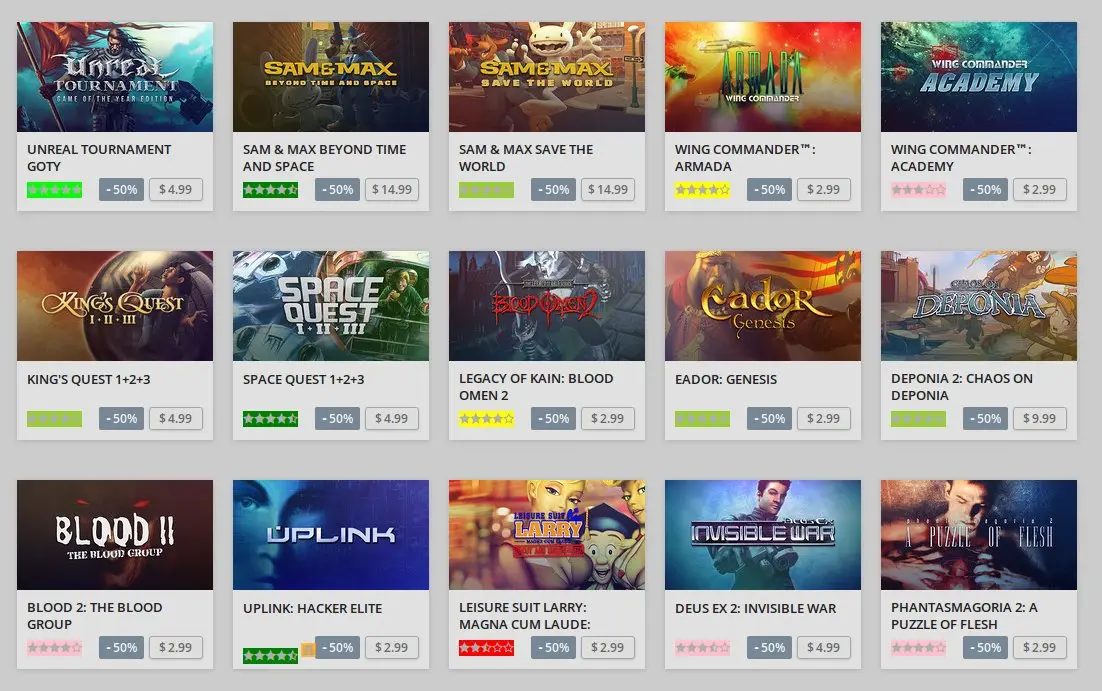 Unreal
TOURNAMENT
GAME OF THE YEAR EDITION
UNREAL TOURNAMENT
GOTY
- 50%
$ 4.99
SAM & MAX
BEYOND TIME AND SPACE
SAM & MAX BEYOND TIME
AND SPACE
- 50%
$ 14.99
SAM & MAX
SAVE THE WORLD
SAM & MAX SAVE THE
WORLD
- 50%
$ 14.99
ARMADA
WING COMMANDER
WING COMMANDER™:
ARMADA
- 50%
$ 2.99
WING COMMANDER
ACADEMY
WING COMMANDER™:
ACADEMY
- 50%
$ 2.99
KING'S QUEST
I • II • III
KING'S QUEST 1+2+3
- 50%
$ 4.99
SPACE
QUEST
I • II • III
SPACE QUEST 1+2+3
- 50%
$ 4.99
BLOOD OMEN 2
LEGACY OF KAIN: BLOOD
OMEN 2
- 50%
$ 2.99
Eador
Genesis
EADOR: GENESIS
- 50%
$ 2.99
CHAOS ON
DEPONIA
DEPONIA 2: CHAOS ON
DEPONIA
- 50%
$ 9.99
BLOOD II
THE BLOOD GROUP
BLOOD 2: THE BLOOD
GROUP
- 50%
$ 2.99
UPLINK
UPLINK: HACKER ELITE
- 50%
$ 2.99
LEISURE SUIT
LARRY
MAGNA CUM LAUDE
LEISURE SUIT LARRY:
MAGNA CUM LAUDE:
- 50%
$ 2.99
DEUS EX
INVISIBLE WAR
DEUS EX 2: INVISIBLE WAR
- 50%
$ 4.99
phantasmagoria 2
A PUZZLE OF FLESH
PHANTASMAGORIA 2: A
PUZZLE OF FLESH
- 50%
$ 2.99